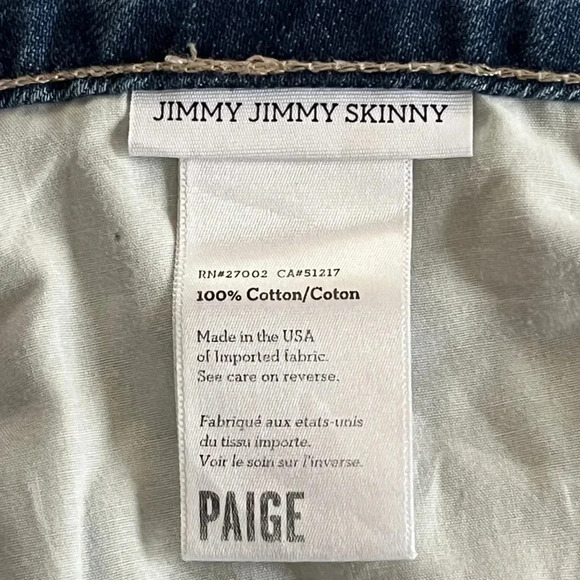 JIMMY JIMMY SKINNY
RN#27002 CA#51217
100% Cotton/Coton
Made in the USA
of Imported fabric.
See care on reverse.
Fabriqué aux etats-unis
du tissu importe.
Voir le soin sur l'inverse.
PAIGE